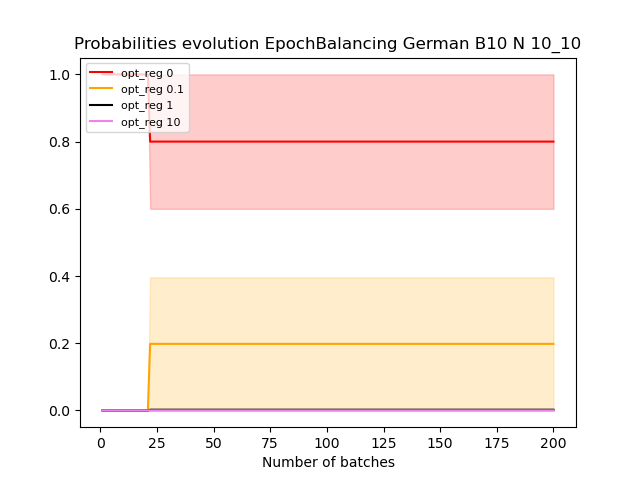 Probabilities evolution EpochBalancing German B10 N 10_10
opt_reg 0
opt_reg 0.1
opt_reg 1
opt_reg 10
1.0
0.8
0.6
0.4
0.2
0.0
0 25 50 75 100 125 150 175 200
Number of batches